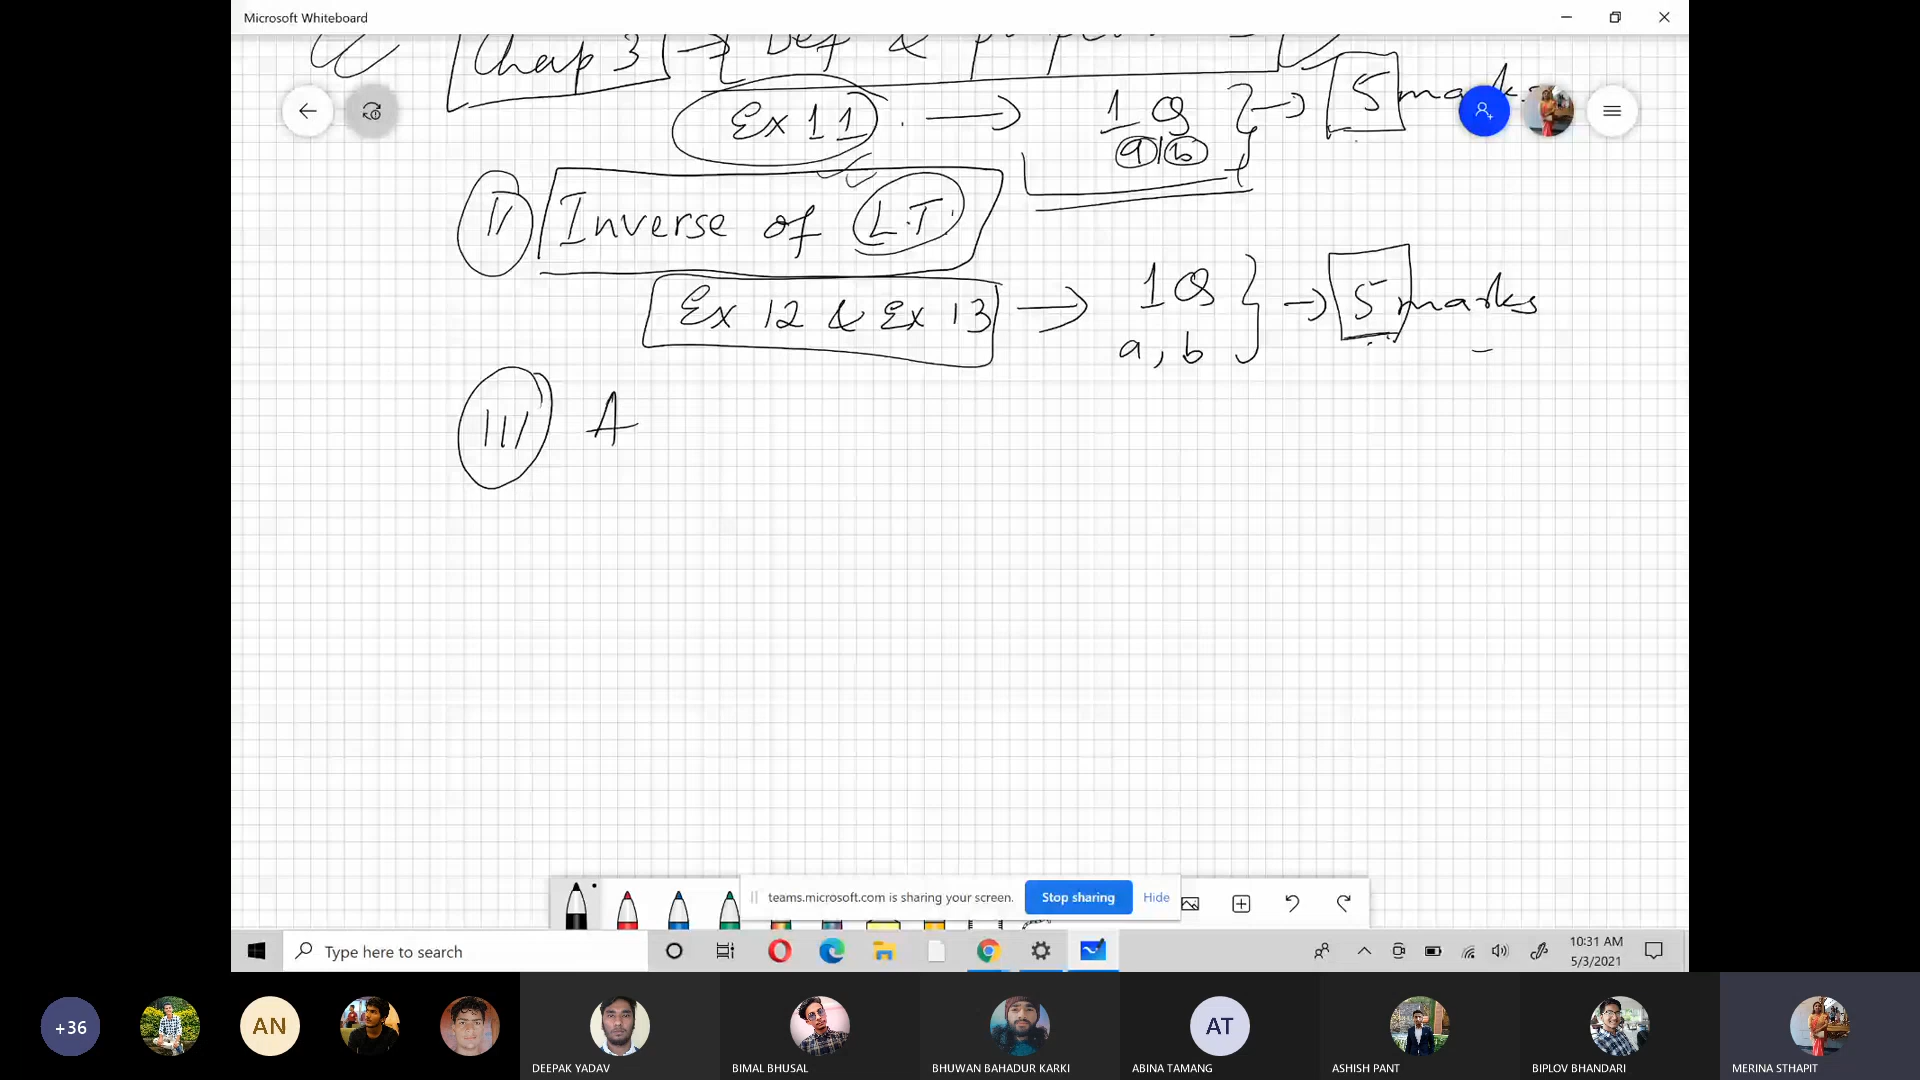 Microsoft Whiteboard
Chap 3 → Def &
Ex 11 → 1 Q } → 5 marks
a/b
II Inverse of L.T.
Ex 12 & Ex 13 → 1 Q } → 5 marks
a, b
III A
teams.microsoft.com is sharing your screen. Stop sharing Hide
Type here to search
10:31 AM
5/3/2021
+36 AN AT
DEEPAK YADAV BIMAL BHUSAL BHUWAN BAHADUR KARKI ABINA TAMANG ASHISH PANT BIPLOV BHANDARI MERINA STHAPIT